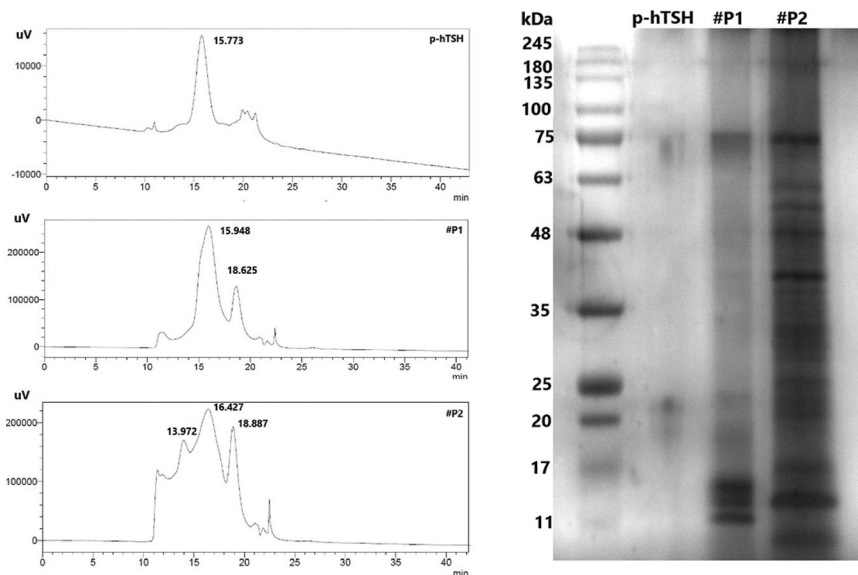 uV
p-hTSH
15.773
10000
0
-10000
0 5 10 15 20 25 30 35 40
min
uV
#P1
15.948
18.625
200000
100000
0
0 5 10 15 20 25 30 35 40
min
uV
#P2
13.972
16.427
18.887
200000
100000
0
0 5 10 15 20 25 30 35 40
min
kDa p-hTSH #P1 #P2
245
180
135
100
75
63
48
35
25
20
17
11